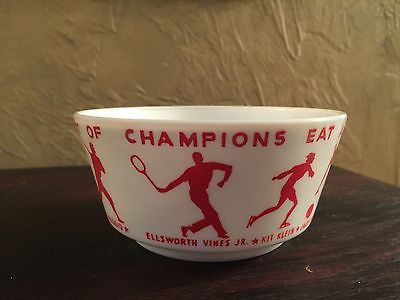 OF CHAMPIONS EAT
ELLSWORTH VINES JR. ★ KIT KLEIN ★